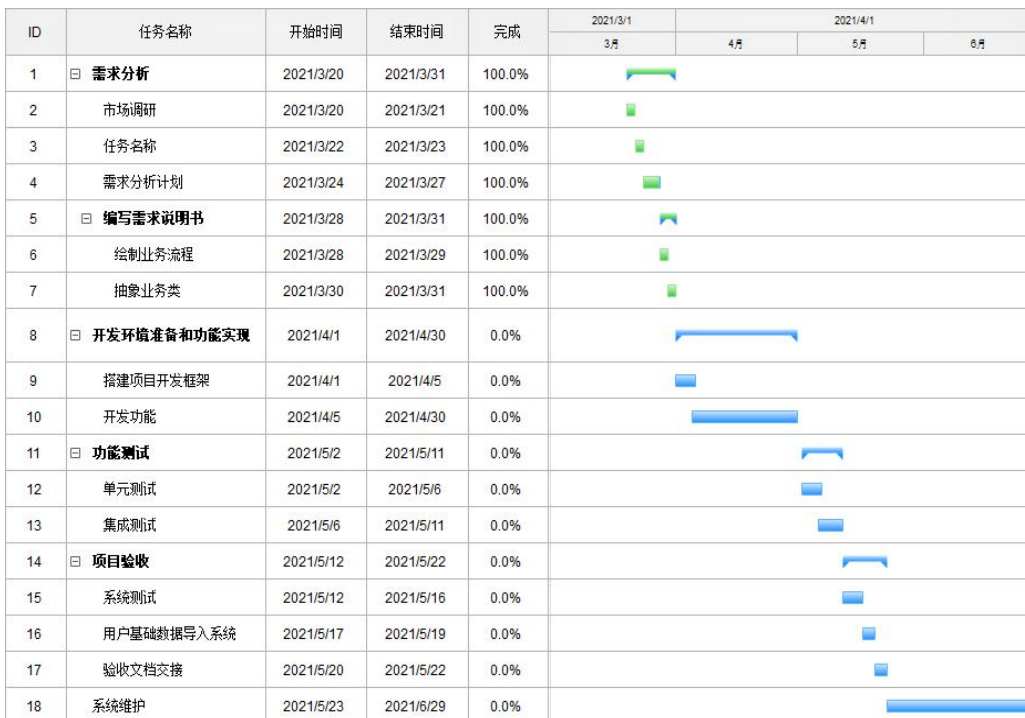 ID 任务名称 开始时间 结束时间 完成 2021/3/1 2021/4/1
3月 4月 5月 6月
1 需求分析 2021/3/20 2021/3/31 100.0%
2 市场调研 2021/3/20 2021/3/21 100.0%
3 任务名称 2021/3/22 2021/3/23 100.0%
4 需求分析计划 2021/3/24 2021/3/27 100.0%
5 编写需求说明书 2021/3/28 2021/3/31 100.0%
6 绘制业务流程 2021/3/28 2021/3/29 100.0%
7 抽象业务类 2021/3/30 2021/3/31 100.0%
8 开发环境准备和功能实现 2021/4/1 2021/4/30 0.0%
9 搭建项目开发框架 2021/4/1 2021/4/5 0.0%
10 开发功能 2021/4/5 2021/4/30 0.0%
11 功能测试 2021/5/2 2021/5/11 0.0%
12 单元测试 2021/5/2 2021/5/6 0.0%
13 集成测试 2021/5/6 2021/5/11 0.0%
14 项目验收 2021/5/12 2021/5/22 0.0%
15 系统测试 2021/5/12 2021/5/16 0.0%
16 用户基础数据导入系统 2021/5/17 2021/5/19 0.0%
17 验收文档交接 2021/5/20 2021/5/22 0.0%
18 系统维护 2021/5/23 2021/6/29 0.0%